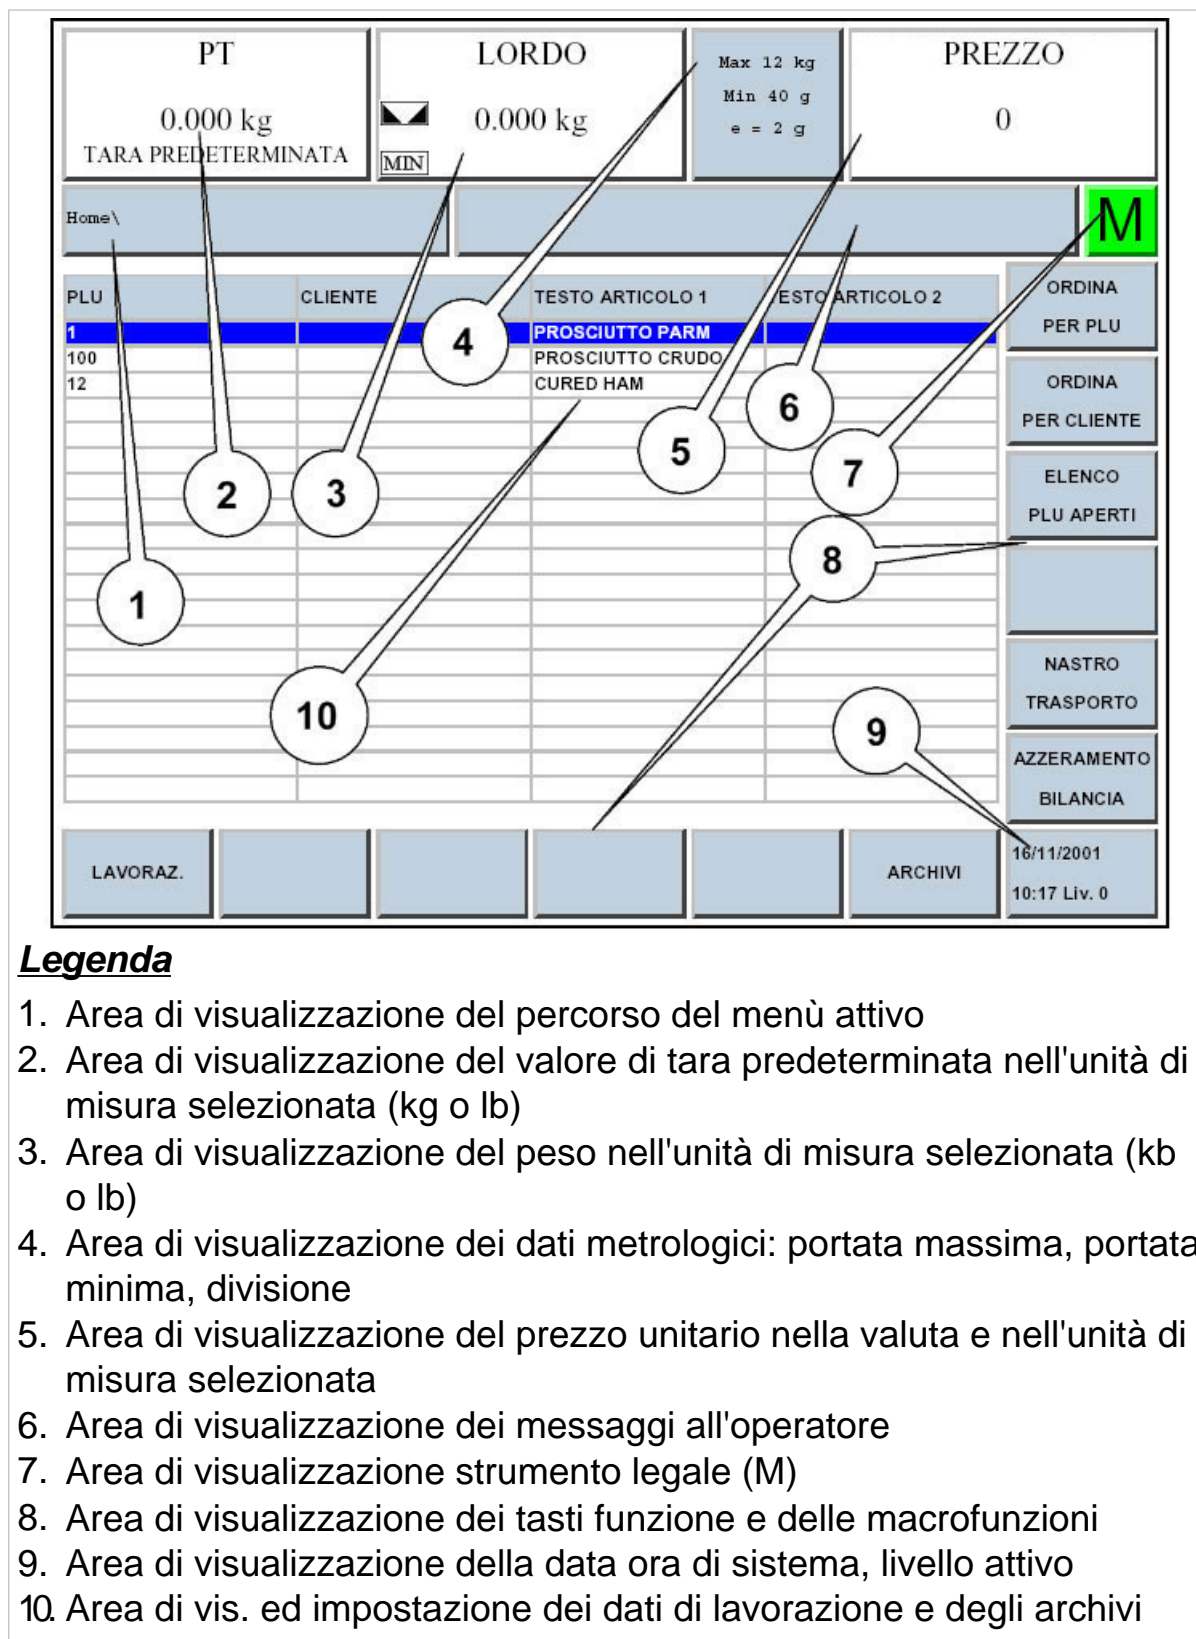 PT
0.000 kg
TARA PREDETERMINATA
LORDO
0.000 kg
MIN
Max 12 kg
Min 40 g
e = 2 g
PREZZO
0
Home\
M
PLU CLIENTE TESTO ARTICOLO 1 ESTO ARTICOLO 2
1 PROSCIUTTO PARM
100 PROSCIUTTO CRUDO
12 CURED HAM
ORDINA
PER PLU
ORDINA
PER CLIENTE
ELENCO
PLU APERTI
NASTRO
TRASPORTO
AZZERAMENTO
BILANCIA
4
6
5
7
2
3
8
1
10
9
LAVORAZ.
ARCHIVI
16/11/2001
10:17 Liv. 0
Legenda
1. Area di visualizzazione del percorso del menù attivo
2. Area di visualizzazione del valore di tara predeterminata nell'unità di
misura selezionata (kg o lb)
3. Area di visualizzazione del peso nell'unità di misura selezionata (kb
o lb)
4. Area di visualizzazione dei dati metrologici: portata massima, portata
minima, divisione
5. Area di visualizzazione del prezzo unitario nella valuta e nell'unità di
misura selezionata
6. Area di visualizzazione dei messaggi all'operatore
7. Area di visualizzazione strumento legale (M)
8. Area di visualizzazione dei tasti funzione e delle macrofunzioni
9. Area di visualizzazione della data ora di sistema, livello attivo
10. Area di vis. ed impostazione dei dati di lavorazione e degli archivi